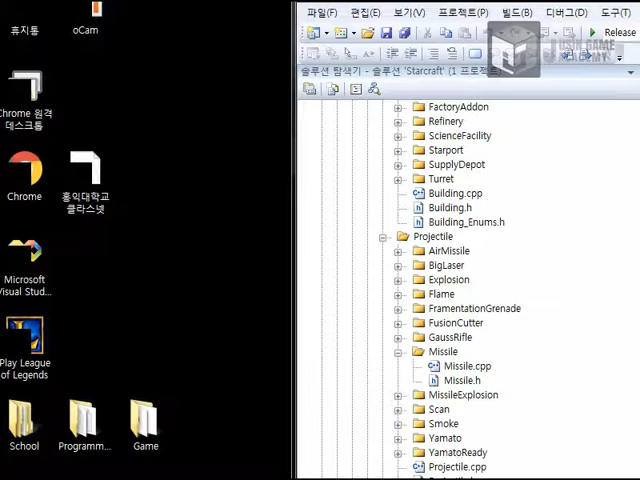 휴지통
oCam
Chrome 원격
데스크톱
Chrome
홍익대학교
클라스넷
Microsoft
Visual Stud...
Play League
of Legends
School
Programm...
Game
파일(F) 편집(E) 보기(V) 프로젝트(P) 빌드(B) 디버그(D) 도구(T)
Release
솔루션 탐색기 - 솔루션 'Starcraft' (1 프로젝트)
FactoryAddon
Refinery
ScienceFacility
Starport
SupplyDepot
Turret
Building.cpp
Building.h
Building_Enums.h
Projectile
AirMissile
BigLaser
Explosion
Flame
FramentationGrenade
FusionCutter
GaussRifle
Missile
Missile.cpp
Missile.h
MissileExplosion
Scan
Smoke
Yamato
YamatoReady
Projectile.cpp